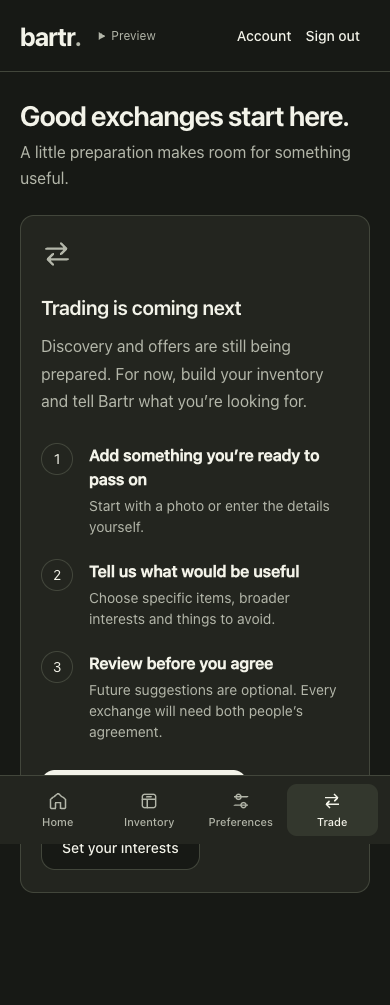 bartr.
Preview
Account
Sign out
Good exchanges start here.
A little preparation makes room for something
useful.
Trading is coming next
Discovery and offers are still being
prepared. For now, build your inventory
and tell Bartr what you’re looking for.
1
Add something you’re ready to
pass on
Start with a photo or enter the details
yourself.
2
Tell us what would be useful
Choose specific items, broader
interests and things to avoid.
3
Review before you agree
Future suggestions are optional. Every
exchange will need both people’s
agreement.
Home
Inventory
Preferences
Trade
Set your interests